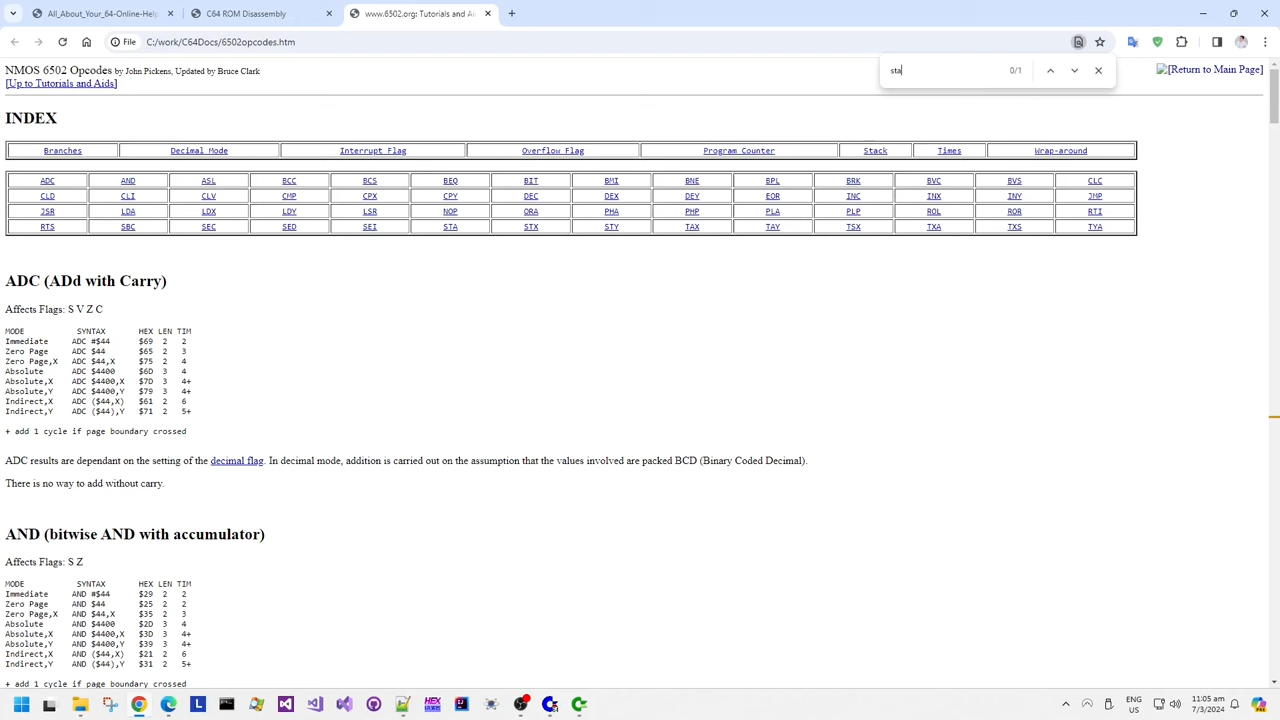 All_About_Your_64-Online-Help
C64 ROM Disassembly
www.6502.org: Tutorials and Ai
File
C:/work/C64Docs/6502opcodes.htm
sta
0/1
NMOS 6502 Opcodes by John Pickens, Updated by Bruce Clark
[Return to Main Page]
[Up to Tutorials and Aids]
INDEX
Branches Decimal Mode Interrupt Flag Overflow Flag Program Counter Stack Times Wrap-around
ADC AND ASL BCC BCS BEQ BIT BMI BNE BPL BRK BVC BVS CLC
CLD CLI CLV CMP CPX CPY DEC DEX DEY EOR INC INX INY JMP
JSR LDA LDX LDY LSR NOP ORA PHA PHP PLA PLP ROL ROR RTI
RTS SBC SEC SED SEI STA STX STY TAX TAY TSX TXA TXS TYA
ADC (ADd with Carry)
Affects Flags: S V Z C
MODE SYNTAX HEX LEN TIM
Immediate ADC #$44 $69 2 2
Zero Page ADC $44 $65 2 3
Zero Page,X ADC $44,X $75 2 4
Absolute ADC $4400 $6D 3 4
Absolute,X ADC $4400,X $7D 3 4+
Absolute,Y ADC $4400,Y $79 3 4+
Indirect,X ADC ($44,X) $61 2 6
Indirect,Y ADC ($44),Y $71 2 5+
+ add 1 cycle if page boundary crossed
ADC results are dependant on the setting of the decimal flag. In decimal mode, addition is carried out on the assumption that the values involved are packed BCD (Binary Coded Decimal).
There is no way to add without carry.
AND (bitwise AND with accumulator)
Affects Flags: S Z
MODE SYNTAX HEX LEN TIM
Immediate AND #$44 $29 2 2
Zero Page AND $44 $25 2 2
Zero Page,X AND $44,X $35 2 3
Absolute AND $4400 $2D 3 4
Absolute,X AND $4400,X $3D 3 4+
Absolute,Y AND $4400,Y $39 3 4+
Indirect,X AND ($44,X) $21 2 6
Indirect,Y AND ($44),Y $31 2 5+
+ add 1 cycle if page boundary crossed
L
HEX
ENG
US
11:05 am
7/3/2024